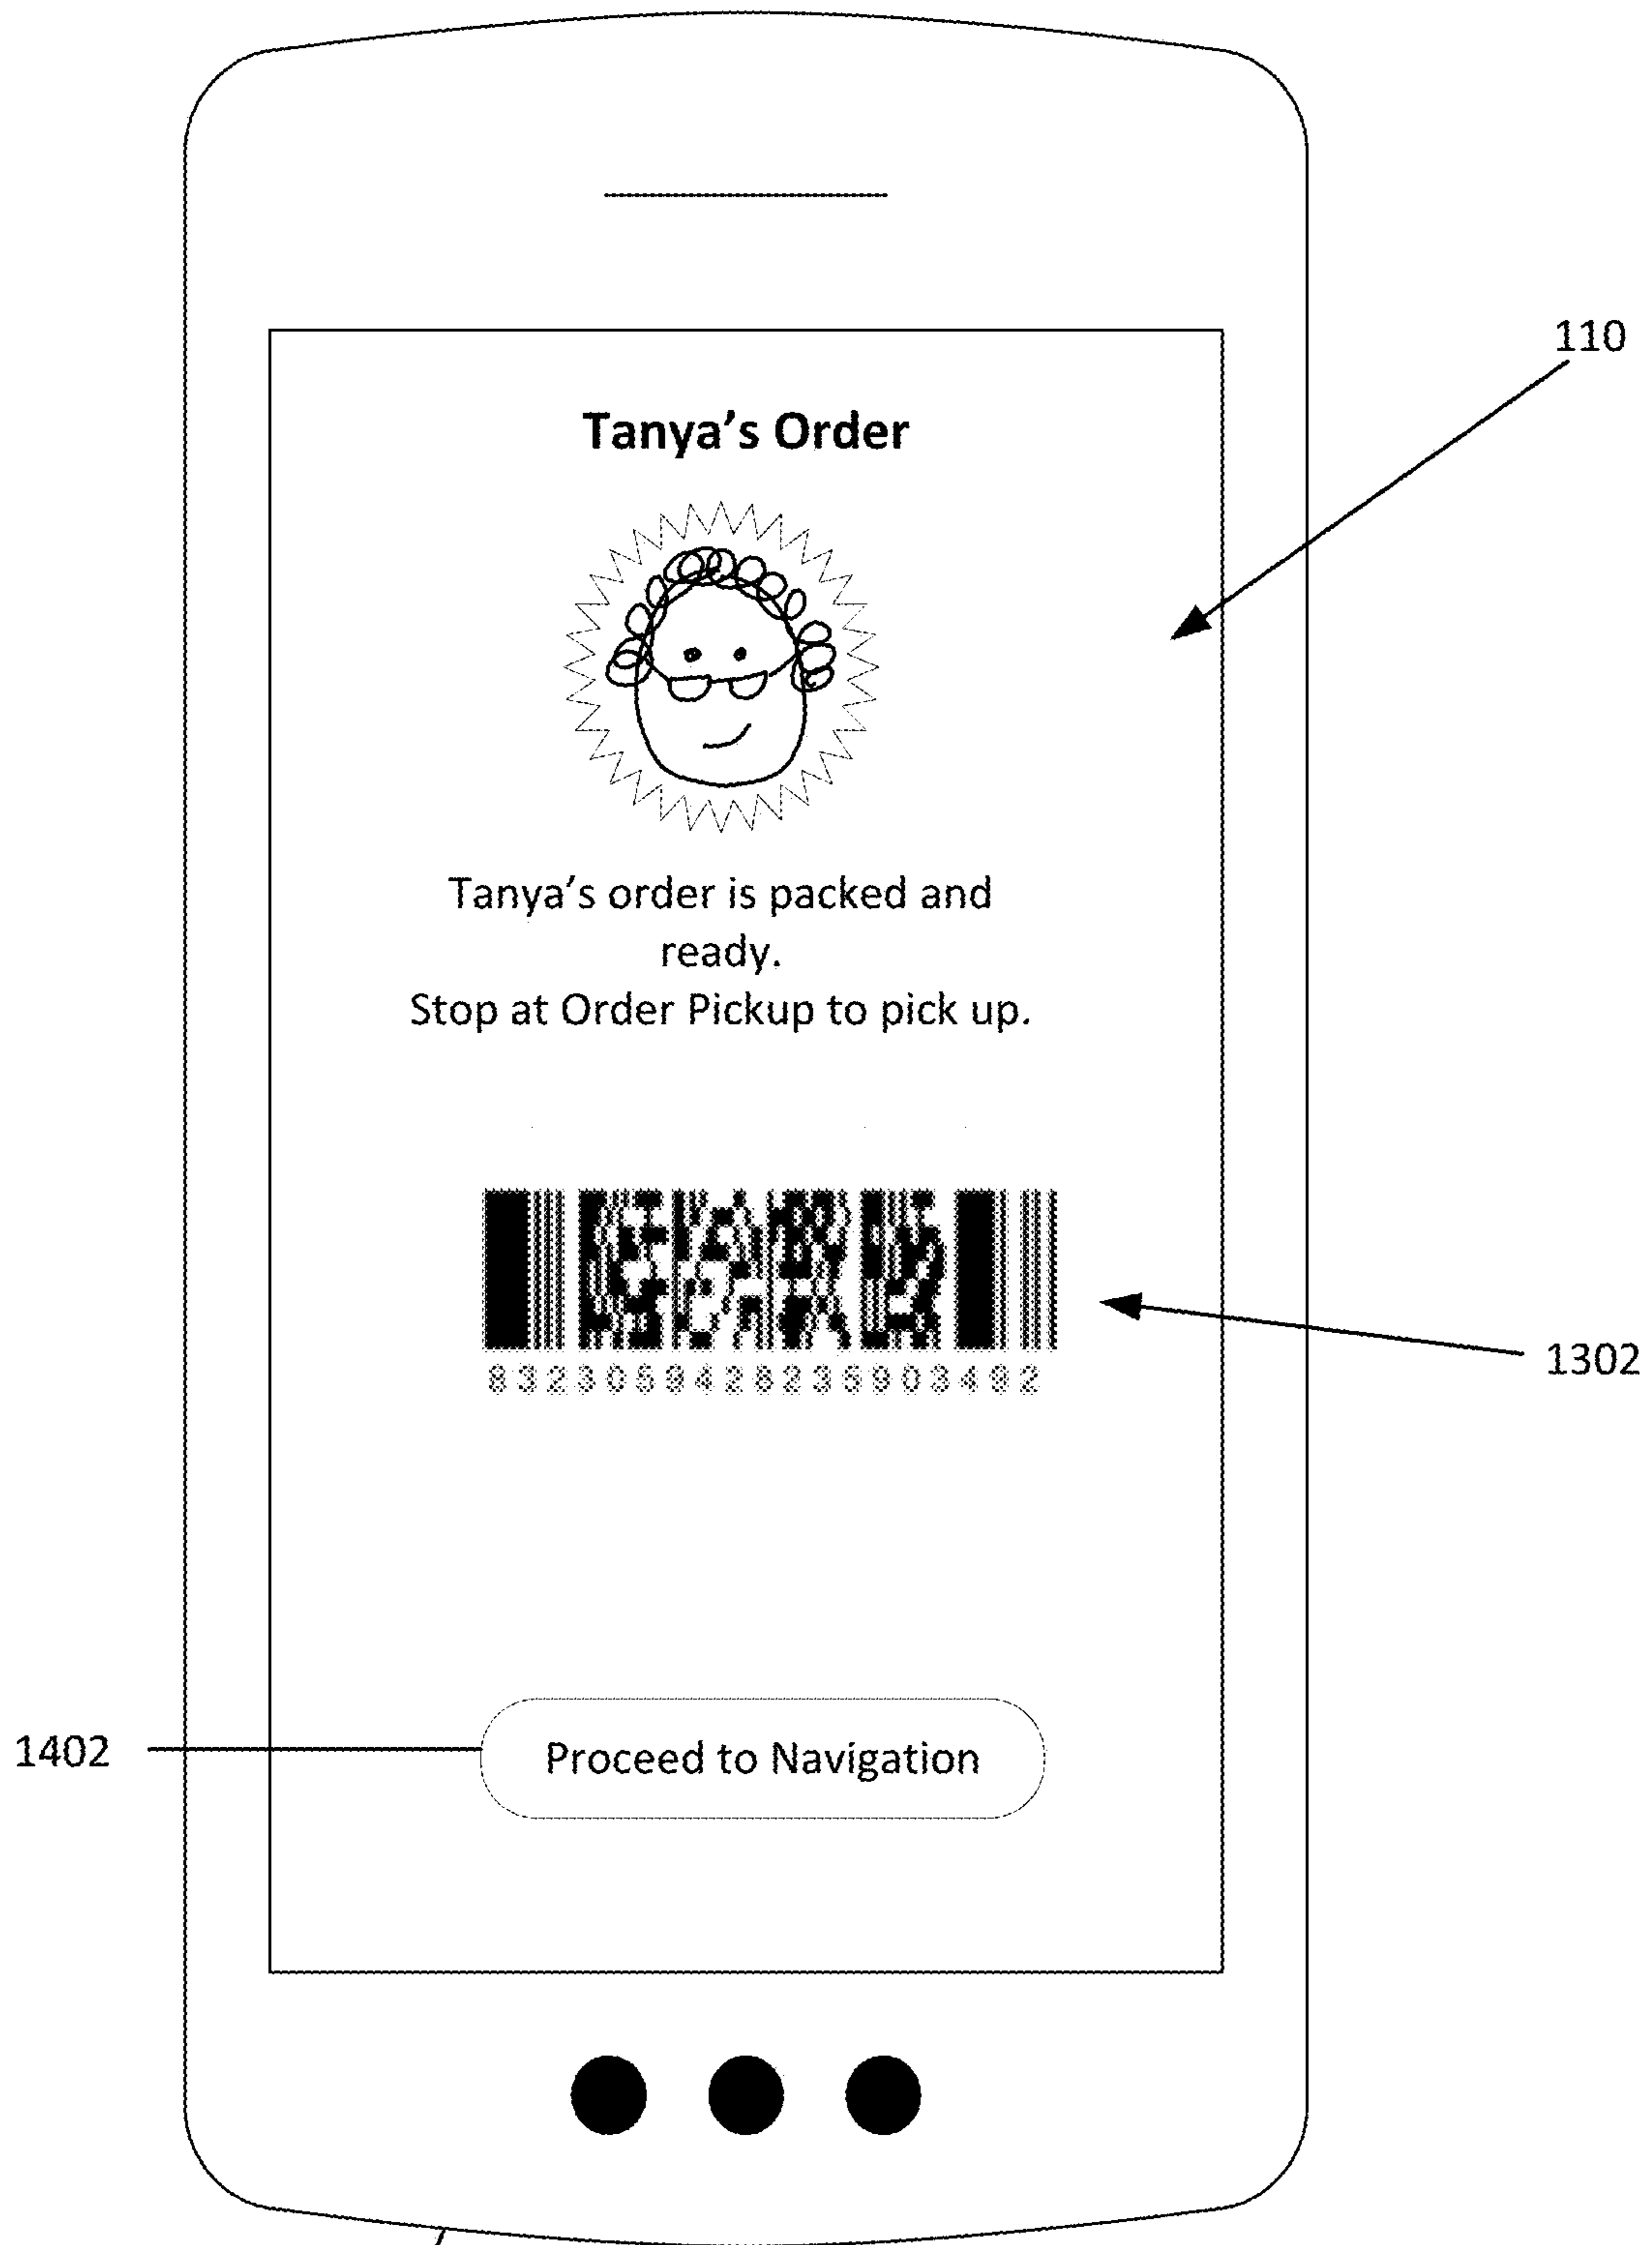 110
Tanya's Order
Tanya's order is packed and
ready.
Stop at Order Pickup to pick up.
1302
1402
Proceed to Navigation